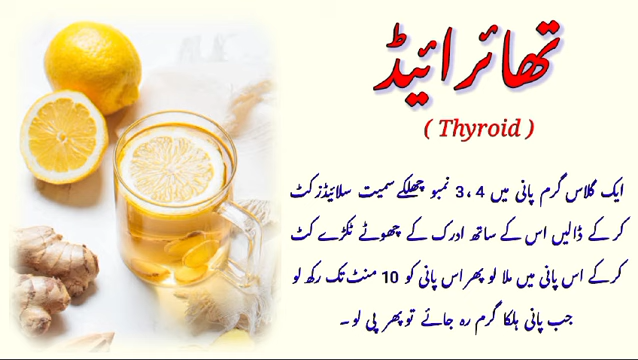 تھائرائیڈ
( Thyroid )
ایک گلاس گرم پانی میں 4 ، 3 نمبو چھلکے سمیت سلائیڈز کٹ
کر کے ڈالیں اس کے ساتھ ادرک کے چھوٹے ٹکڑے کٹ
کرکے اس پانی میں ملا لو پھر اس پانی کو 10 منٹ تک رکھ لو
جب پانی ہلکا گرم رہ جائے تو پھر پی لو ۔